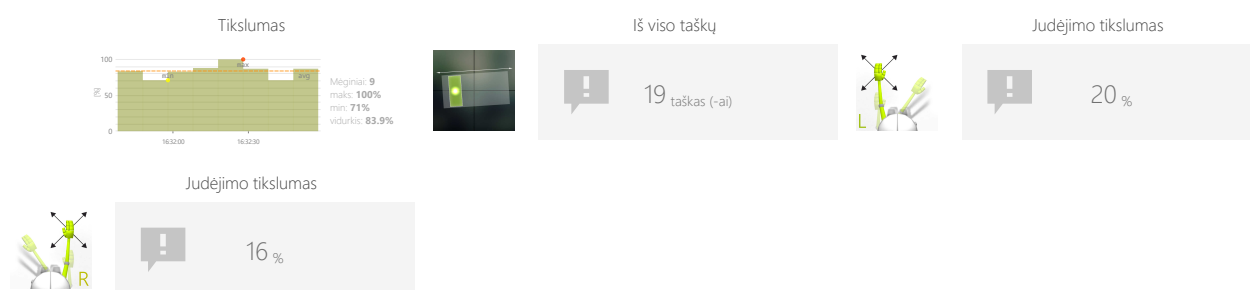 Tikslumas
100
50
0
[%]
min
max
avg
16:32:00
16:32:30
Mėginiai: 9
maks: 100%
min: 71%
vidurkis: 83.9%
Iš viso taškų
19 taškas (-ai)
Judėjimo tikslumas
L
20 %
Judėjimo tikslumas
R
16 %